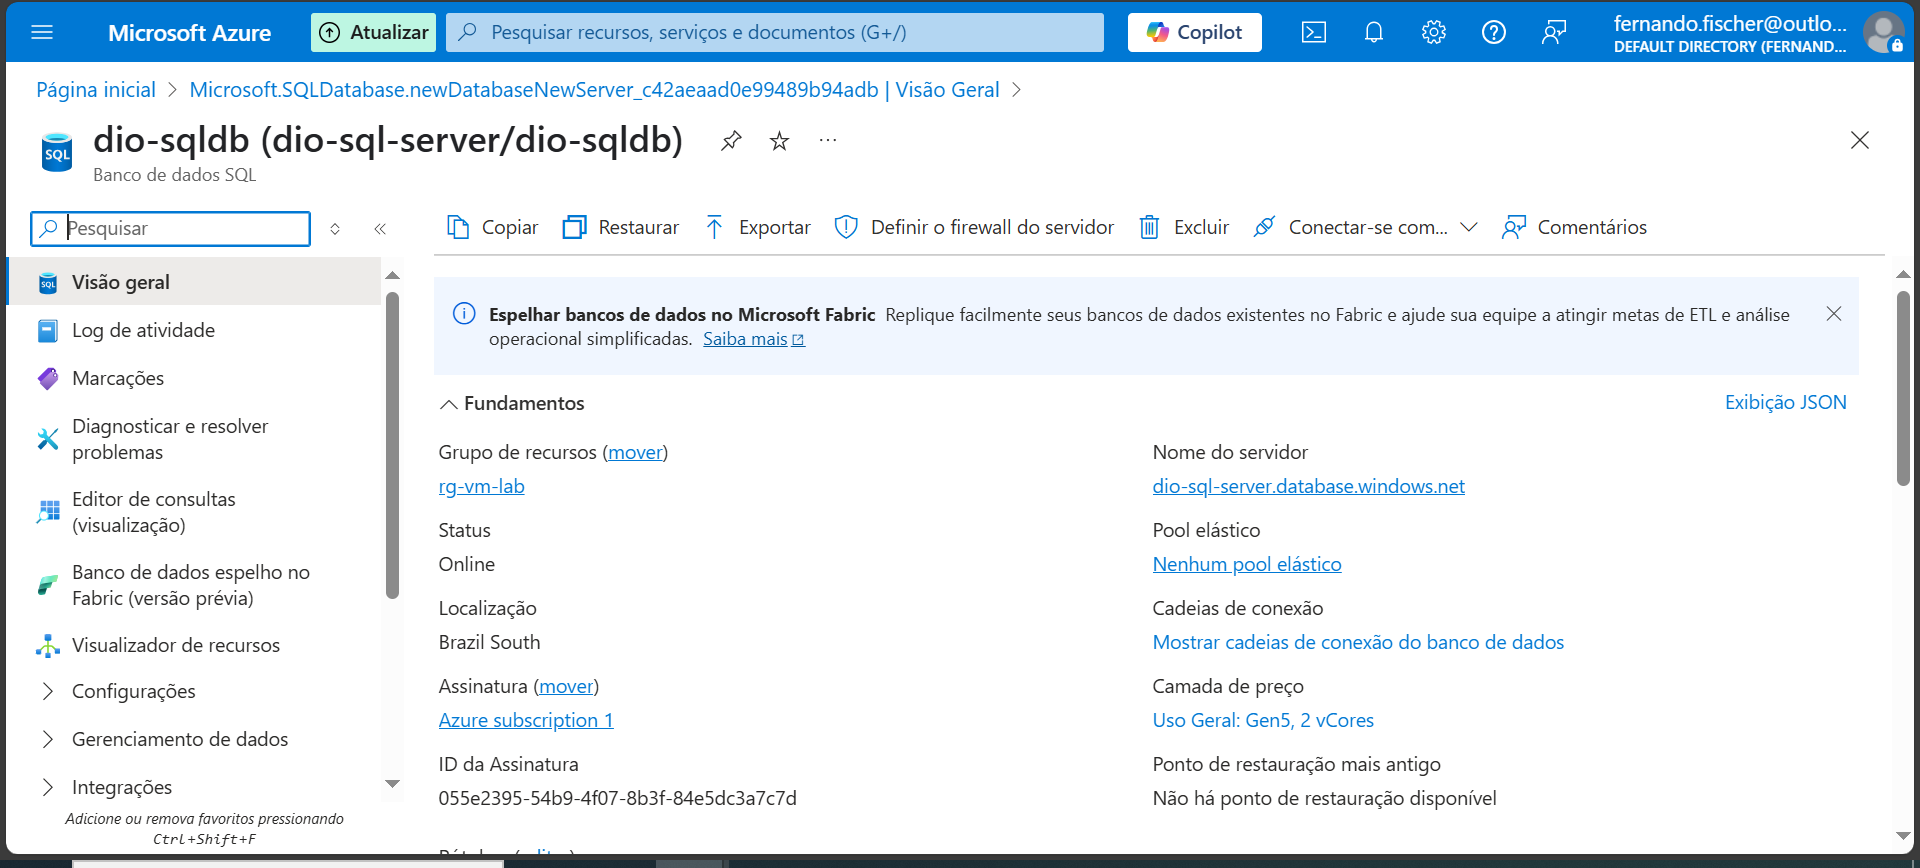 Microsoft Azure
Atualizar
Pesquisar recursos, serviços e documentos (G+/)
Copilot
fernando.fischer@outlo...
DEFAULT DIRECTORY (FERNAND...
Página inicial > Microsoft.SQLDatabase.newDatabaseNewServer_c42aeaad0e99489b94adb | Visão Geral >
SQL
dio-sqldb (dio-sql-server/dio-sqldb)
Banco de dados SQL
Pesquisar
Copiar
Restaurar
Exportar
Definir o firewall do servidor
Excluir
Conectar-se com...
Comentários
SQL
Visão geral
Log de atividade
Marcações
Diagnosticar e resolver
problemas
Editor de consultas
(visualização)
Banco de dados espelho no
Fabric (versão prévia)
Visualizador de recursos
Configurações
Gerenciamento de dados
Integrações
Adicione ou remova favoritos pressionando
Ctrl+Shift+F
Espelhar bancos de dados no Microsoft Fabric Replique facilmente seus bancos de dados existentes no Fabric e ajude sua equipe a atingir metas de ETL e análise
operacional simplificadas. Saiba mais
Fundamentos
Exibição JSON
Grupo de recursos (mover)
rg-vm-lab
Status
Online
Localização
Brazil South
Assinatura (mover)
Azure subscription 1
ID da Assinatura
055e2395-54b9-4f07-8b3f-84e5dc3a7c7d
Nome do servidor
dio-sql-server.database.windows.net
Pool elástico
Nenhum pool elástico
Cadeias de conexão
Mostrar cadeias de conexão do banco de dados
Camada de preço
Uso Geral: Gen5, 2 vCores
Ponto de restauração mais antigo
Não há ponto de restauração disponível